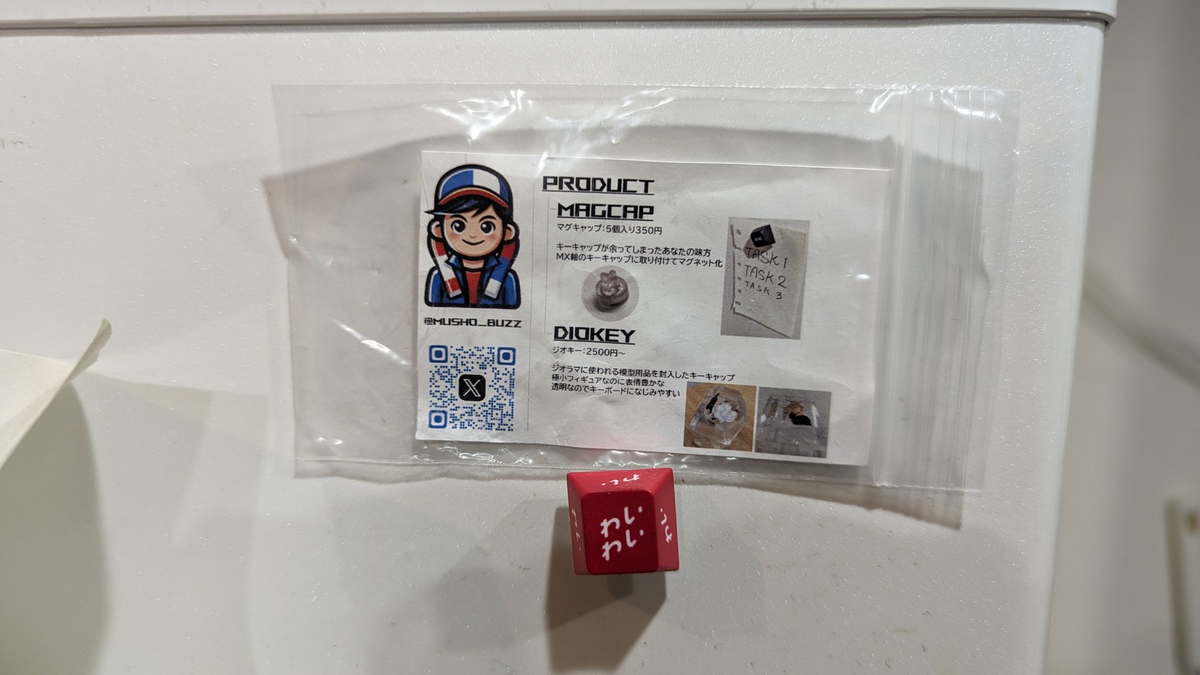 PRODUCT
MAGCAP
マグキャップ:5個入り350円
キーキャップが余ってしまったあなたの味方
MX軸のキーキャップに取り付けてマグネット化
TASK 1
TASK 2
TASK 3
@MUSHO_BUZZ
DIOKEY
ジオキー:2500円~
ジオラマに使われる模型用品を封入したキーキャップ
極小フィギュアなのに表情豊かな
透明なのでキーボードになじみやすい
わい
わい